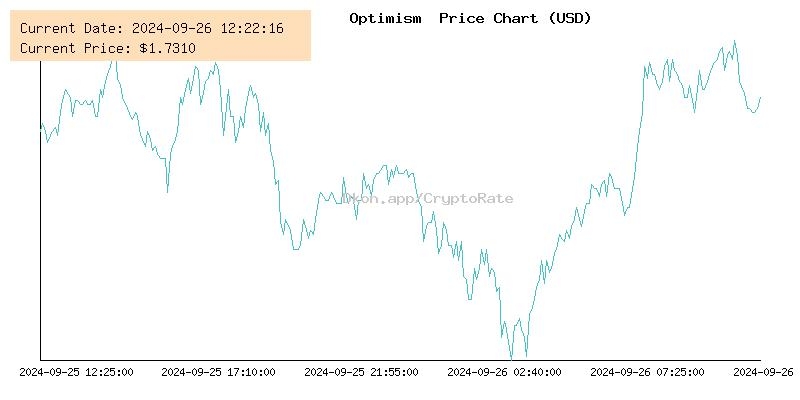 Optimism  Price Chart (USD)
Current Date: 2024-09-26 12:22:16
Current Price: $1.7310
0kon.app/CryptoRate
2024-09-25 12:25:00 2024-09-25 17:10:00 2024-09-25 21:55:00 2024-09-26 02:40:00 2024-09-26 07:25:00 2024-09-26